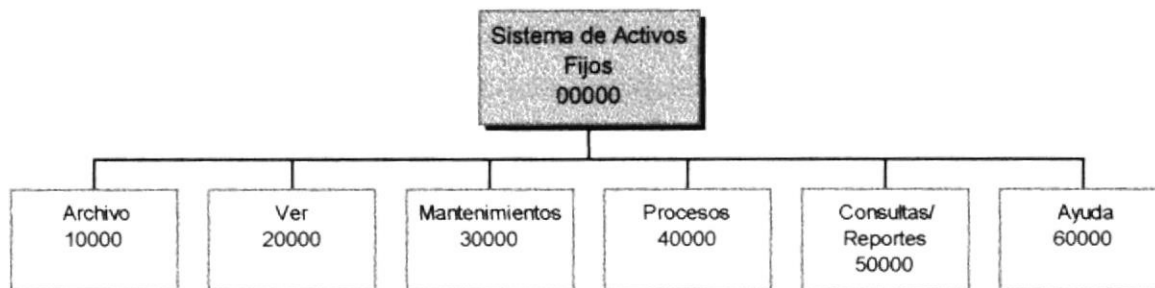 Sistema de Activos
Fijos
00000
Archivo
10000
Ver
20000
Mantenimientos
30000
Procesos
40000
Consultas/
Reportes
50000
Ayuda
60000